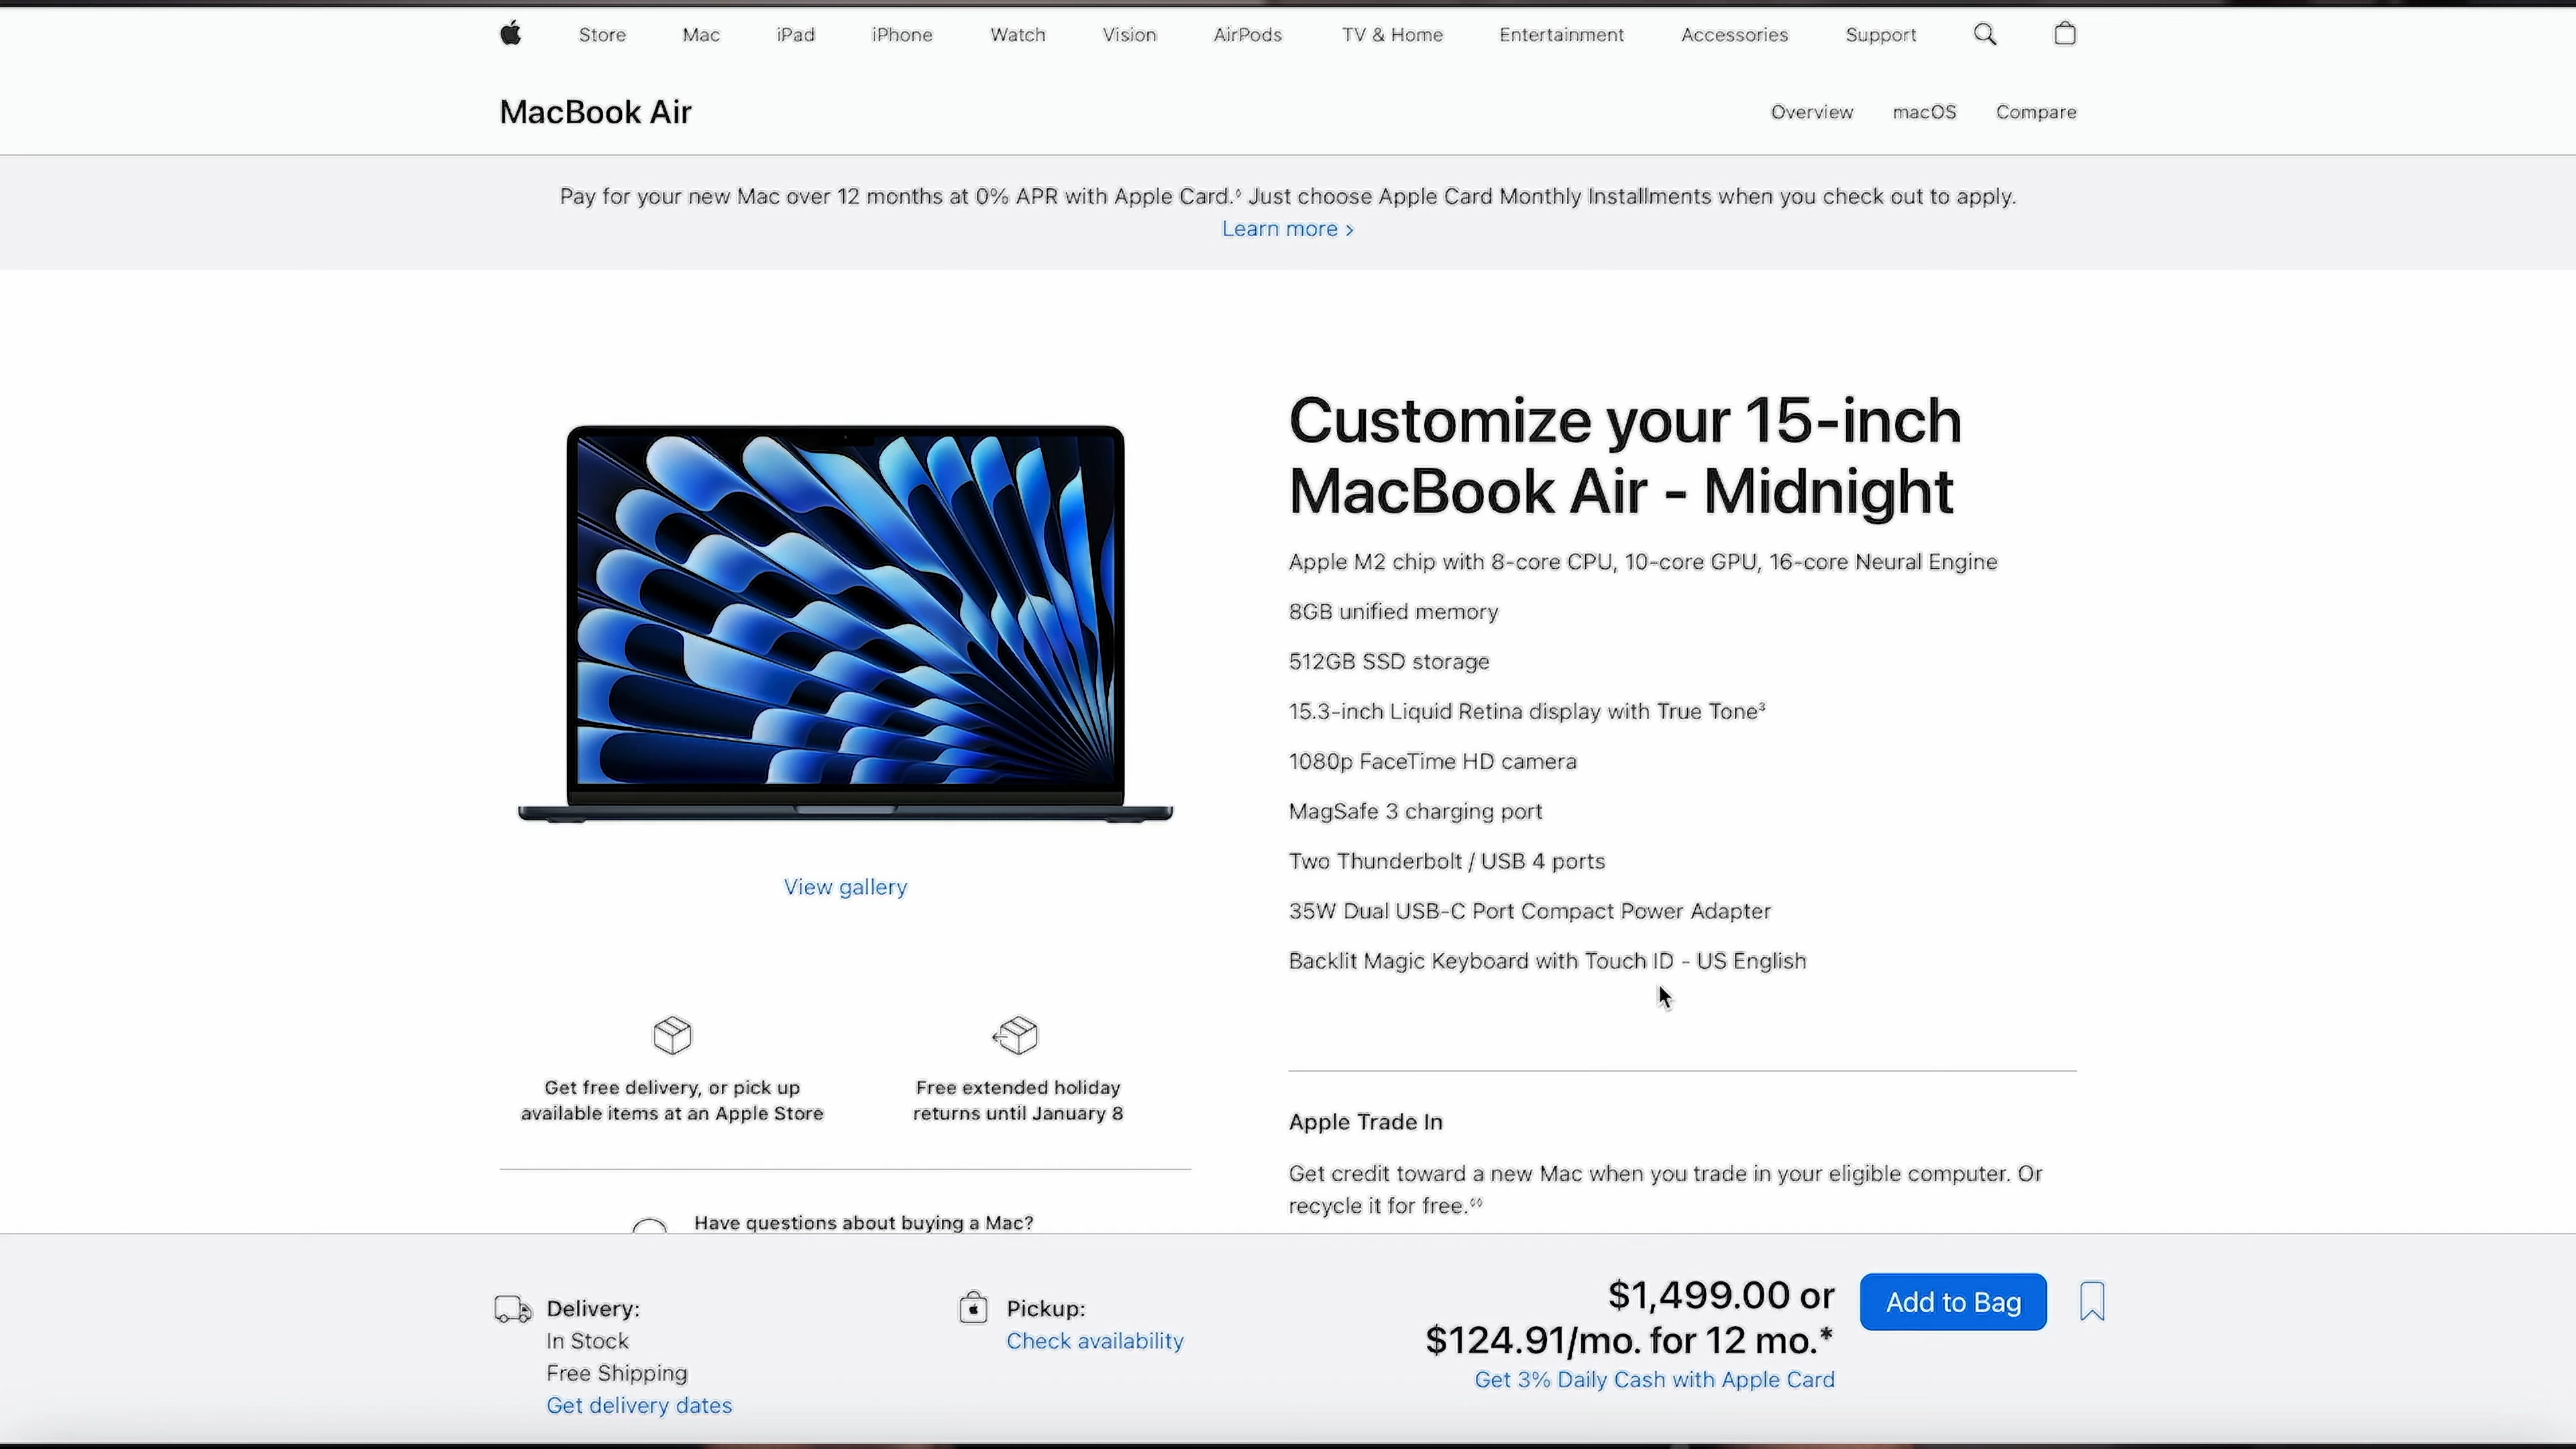 Store Mac iPad iPhone Watch Vision AirPods TV & Home Entertainment Accessories Support
MacBook Air
Overview macOS Compare
Pay for your new Mac over 12 months at 0% APR with Apple Card.◊ Just choose Apple Card Monthly Installments when you check out to apply.
Learn more >
Customize your 15-inch
MacBook Air - Midnight
Apple M2 chip with 8-core CPU, 10-core GPU, 16-core Neural Engine
8GB unified memory
512GB SSD storage
15.3-inch Liquid Retina display with True Tone³
1080p FaceTime HD camera
MagSafe 3 charging port
Two Thunderbolt / USB 4 ports
35W Dual USB-C Port Compact Power Adapter
Backlit Magic Keyboard with Touch ID - US English
View gallery
Get free delivery, or pick up
available items at an Apple Store
Free extended holiday
returns until January 8
Have questions about buying a Mac?
Apple Trade In
Get credit toward a new Mac when you trade in your eligible computer. Or
recycle it for free.◊◊
Delivery:
In Stock
Free Shipping
Get delivery dates
Pickup:
Check availability
$1,499.00 or
$124.91/mo. for 12 mo.*
Get 3% Daily Cash with Apple Card
Add to Bag